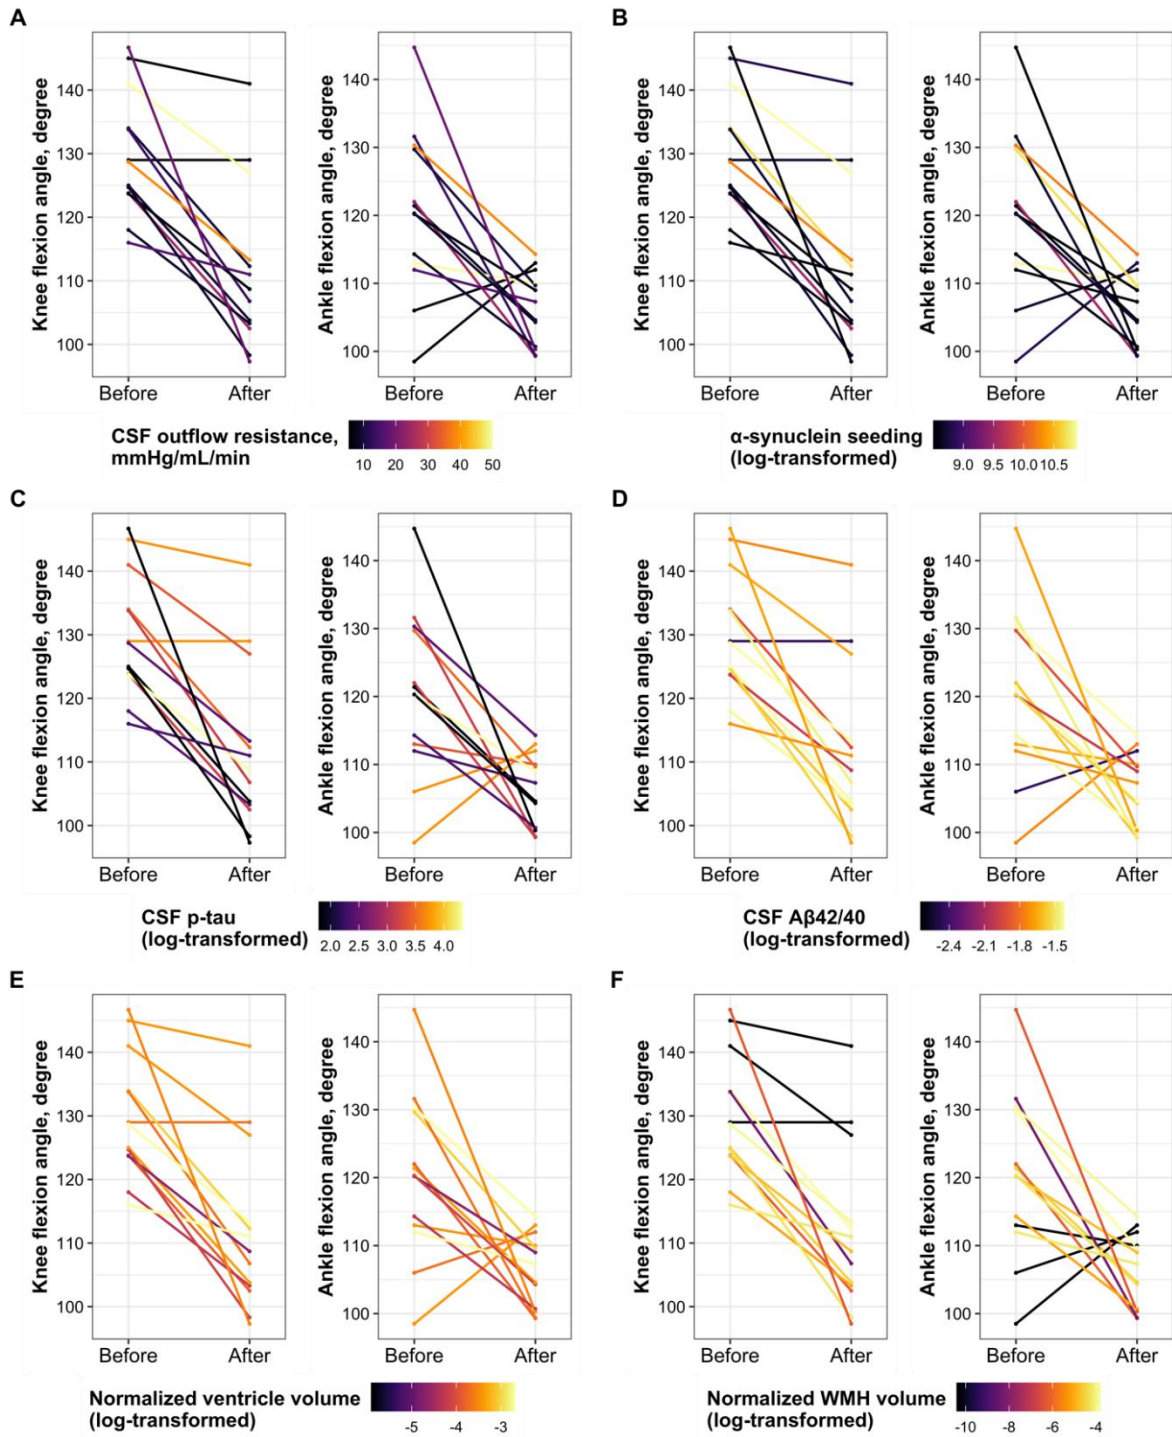 A
B
Knee flexion angle, degree
140
130
120
110
100
Before After
Ankle flexion angle, degree
140
130
120
110
100
Before After
CSF outflow resistance,
mmHg/mL/min
10 20 30 40 50
Knee flexion angle, degree
140
130
120
110
100
Before After
Ankle flexion angle, degree
140
130
120
110
100
Before After
α-synuclein seeding
(log-transformed)
9.0 9.5 10.0 10.5
C
D
Knee flexion angle, degree
140
130
120
110
100
Before After
Ankle flexion angle, degree
140
130
120
110
100
Before After
CSF p-tau
(log-transformed)
2.0 2.5 3.0 3.5 4.0
Knee flexion angle, degree
140
130
120
110
100
Before After
Ankle flexion angle, degree
140
130
120
110
100
Before After
CSF Aβ42/40
(log-transformed)
-2.4 -2.1 -1.8 -1.5
E
F
Knee flexion angle, degree
140
130
120
110
100
Before After
Ankle flexion angle, degree
140
130
120
110
100
Before After
Normalized ventricle volume
(log-transformed)
-5 -4 -3
Knee flexion angle, degree
140
130
120
110
100
Before After
Ankle flexion angle, degree
140
130
120
110
100
Before After
Normalized WMH volume
(log-transformed)
-10 -8 -6 -4